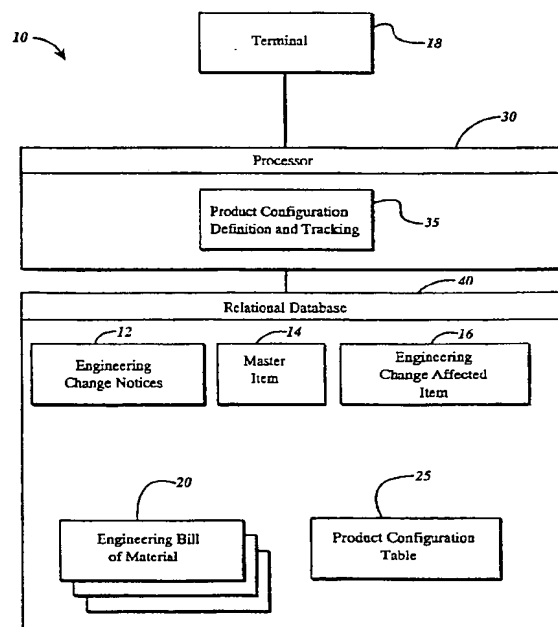 10
Terminal
18
30
Processor
Product Configuration
Definition and Tracking
35
40
Relational Database
12
14
16
Engineering
Change Notices
Master
Item
Engineering
Change Affected
Item
20
25
Engineering Bill
of Material
Product Configuration
Table